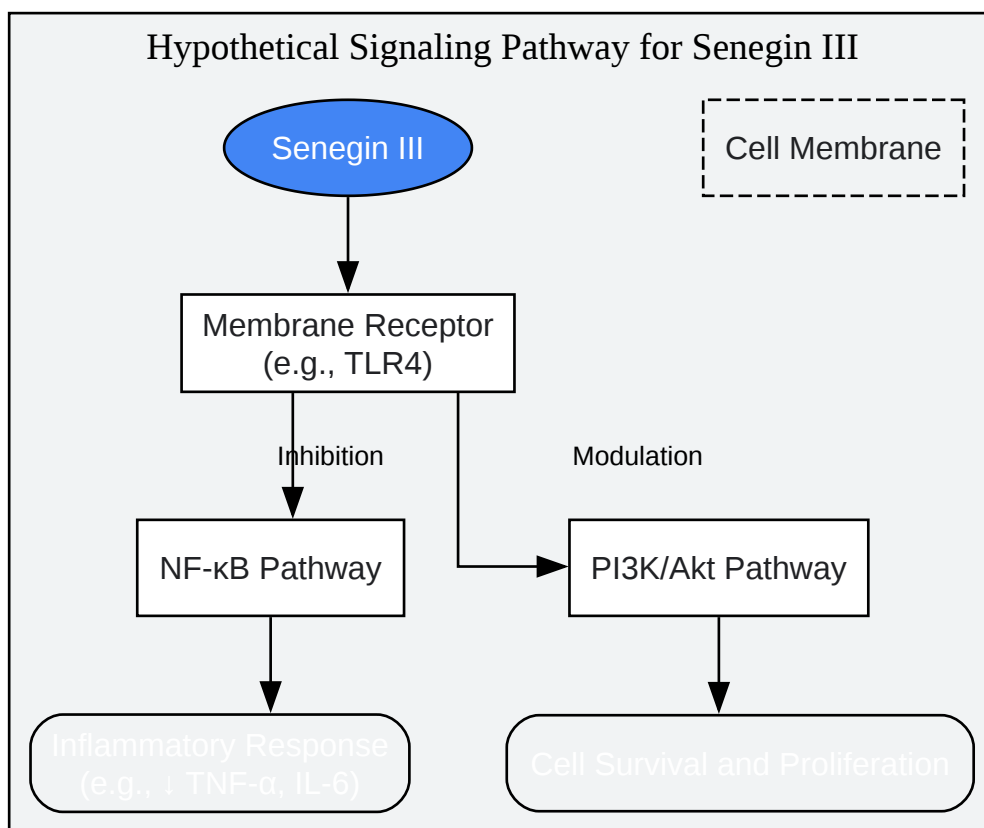 Hypothetical Signaling Pathway for Senegin III
Senegin III
Cell Membrane
Membrane Receptor
(e.g., TLR4)
Inhibition
Modulation
NF-κB Pathway
PI3K/Akt Pathway
Inflammatory Response
(e.g., ↓ TNF-α, IL-6)
Cell Survival and Proliferation